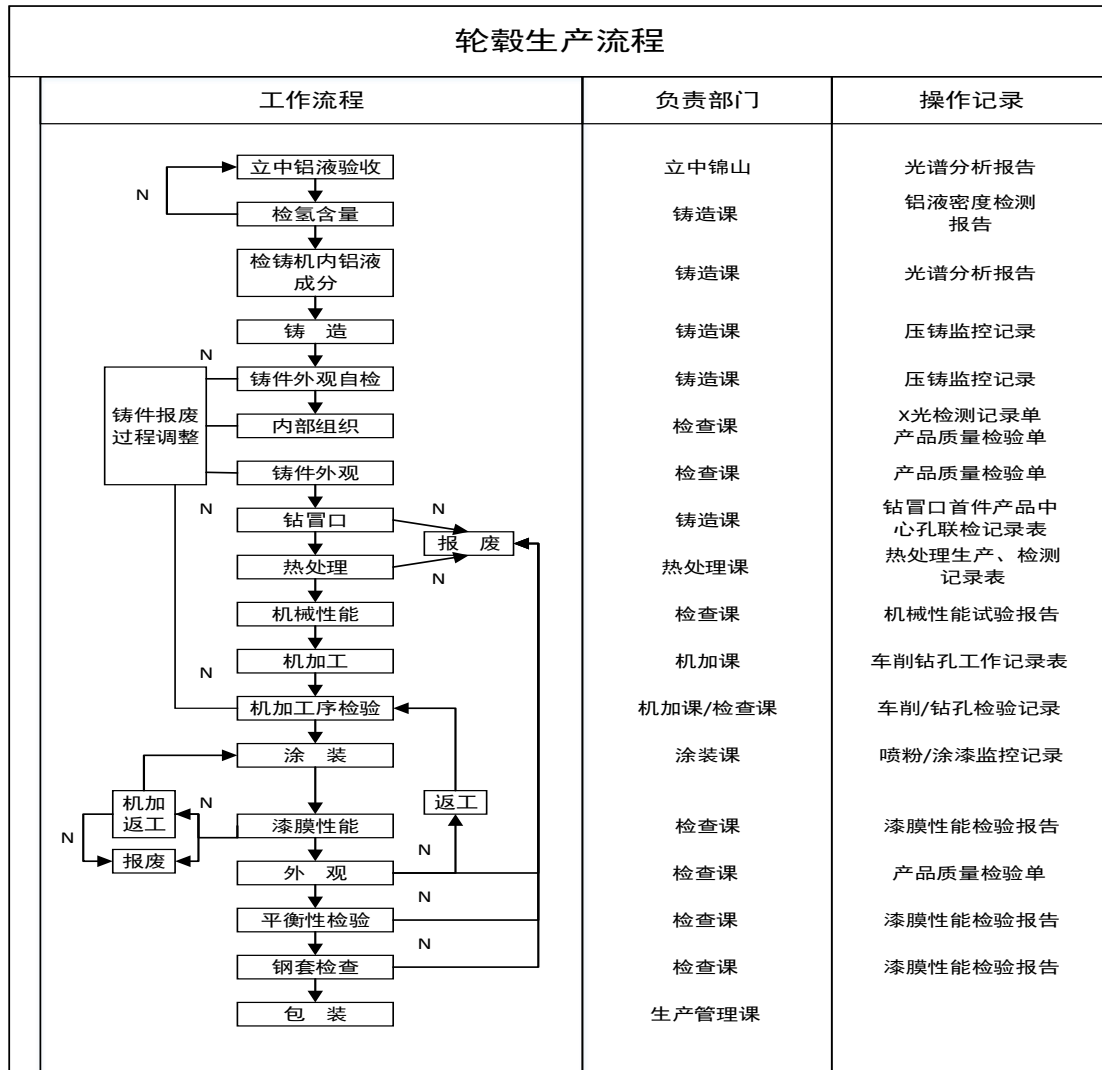 轮毂生产流程
工作流程
负责部门
操作记录
立中铝液验收
立中锦山
光谱分析报告
N
检氢含量
铸造课
铝液密度检测
报告
检铸机内铝液
成分
铸造课
光谱分析报告
铸 造
铸造课
压铸监控记录
N
铸件外观自检
铸造课
压铸监控记录
铸件报废
过程调整
内部组织
检查课
X光检测记录单
产品质量检验单
铸件外观
检查课
产品质量检验单
N
钻冒口
N
铸造课
钻冒口首件产品中
心孔联检记录表
报 废
热处理
N
热处理课
热处理生产、检测
记录表
机械性能
检查课
机械性能试验报告
N
机加工
机加课
车削钻孔工作记录表
机加工序检验
机加课/检查课
车削/钻孔检验记录
涂 装
涂装课
喷粉/涂漆监控记录
机加
返工
N
返工
N
漆膜性能
检查课
漆膜性能检验报告
报废
N
外 观
检查课
产品质量检验单
N
平衡性检验
检查课
漆膜性能检验报告
N
钢套检查
检查课
漆膜性能检验报告
包 装
生产管理课